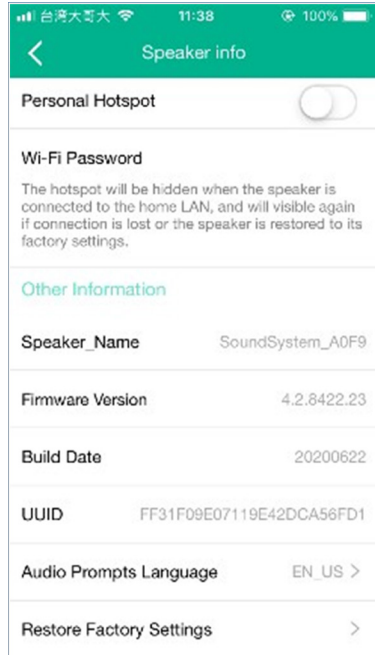 台湾大哥大 11:38 100%
Speaker info
Personal Hotspot
Wi-Fi Password
The hotspot will be hidden when the speaker is
connected to the home LAN, and will visible again
if connection is lost or the speaker is restored to its
factory settings.
Other Information
Speaker_Name SoundSystem_A0F9
Firmware Version 4.2.8422.23
Build Date 20200622
UUID FF31F09E07119E42DCA56FD1
Audio Prompts Language EN_US >
Restore Factory Settings >